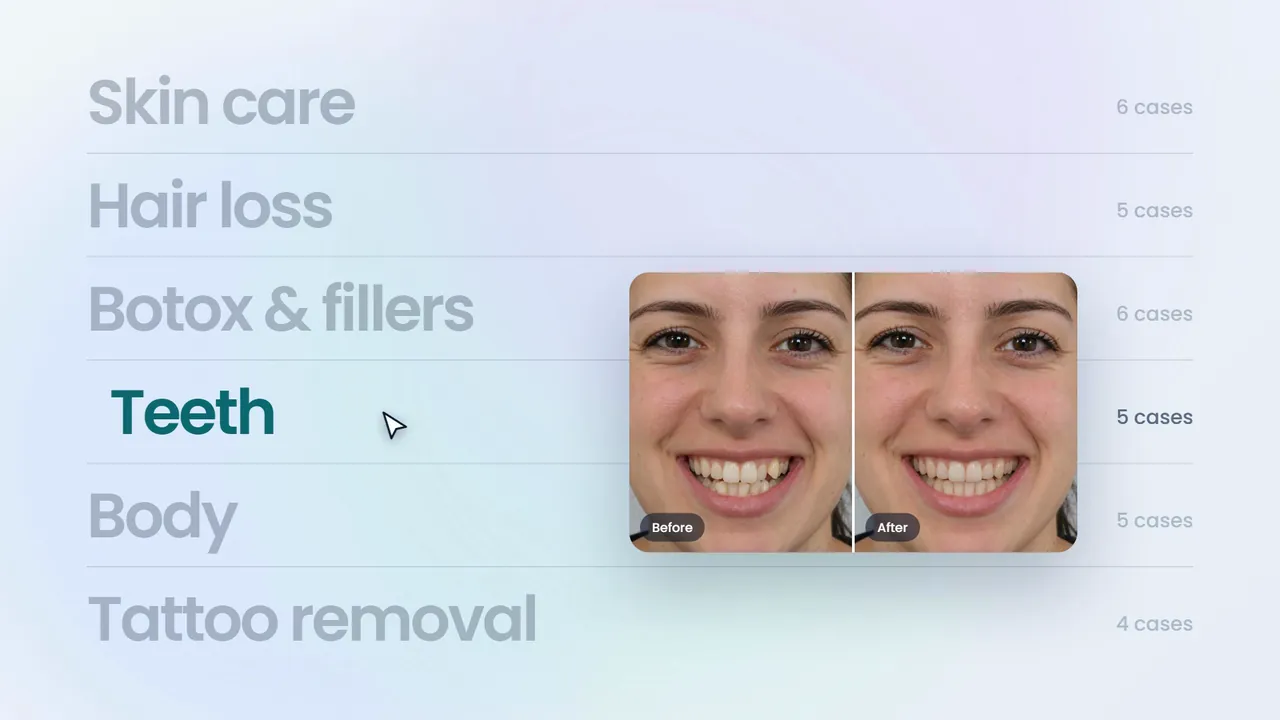 Skin care
6 cases
Hair loss
5 cases
Botox & fillers
6 cases
Teeth
5 cases
Before
After
Body
5 cases
Tattoo removal
4 cases